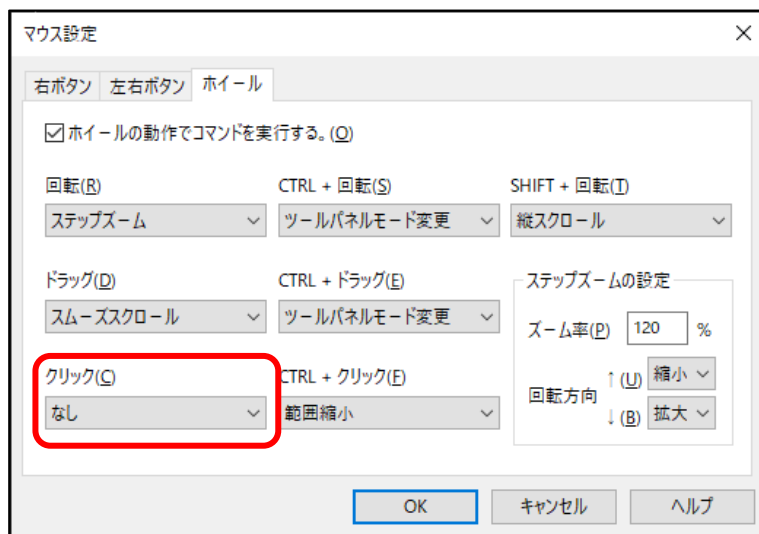 マウス設定
右ボタン 左右ボタン ホイール
ホイールの動作でコマンドを実行する。(O)
回転(R) CTRL + 回転(S) SHIFT + 回転(T)
ステップズーム ツールパネルモード変更 縦スクロール
ドラッグ(D) CTRL + ドラッグ(E) ステップズームの設定
スムーズスクロール ツールパネルモード変更 ズーム率(P) 120 %
クリック(C) CTRL + クリック(F) 回転方向 ↑(U) 縮小
なし 範囲縮小 ↓(B) 拡大
OK キャンセル ヘルプ